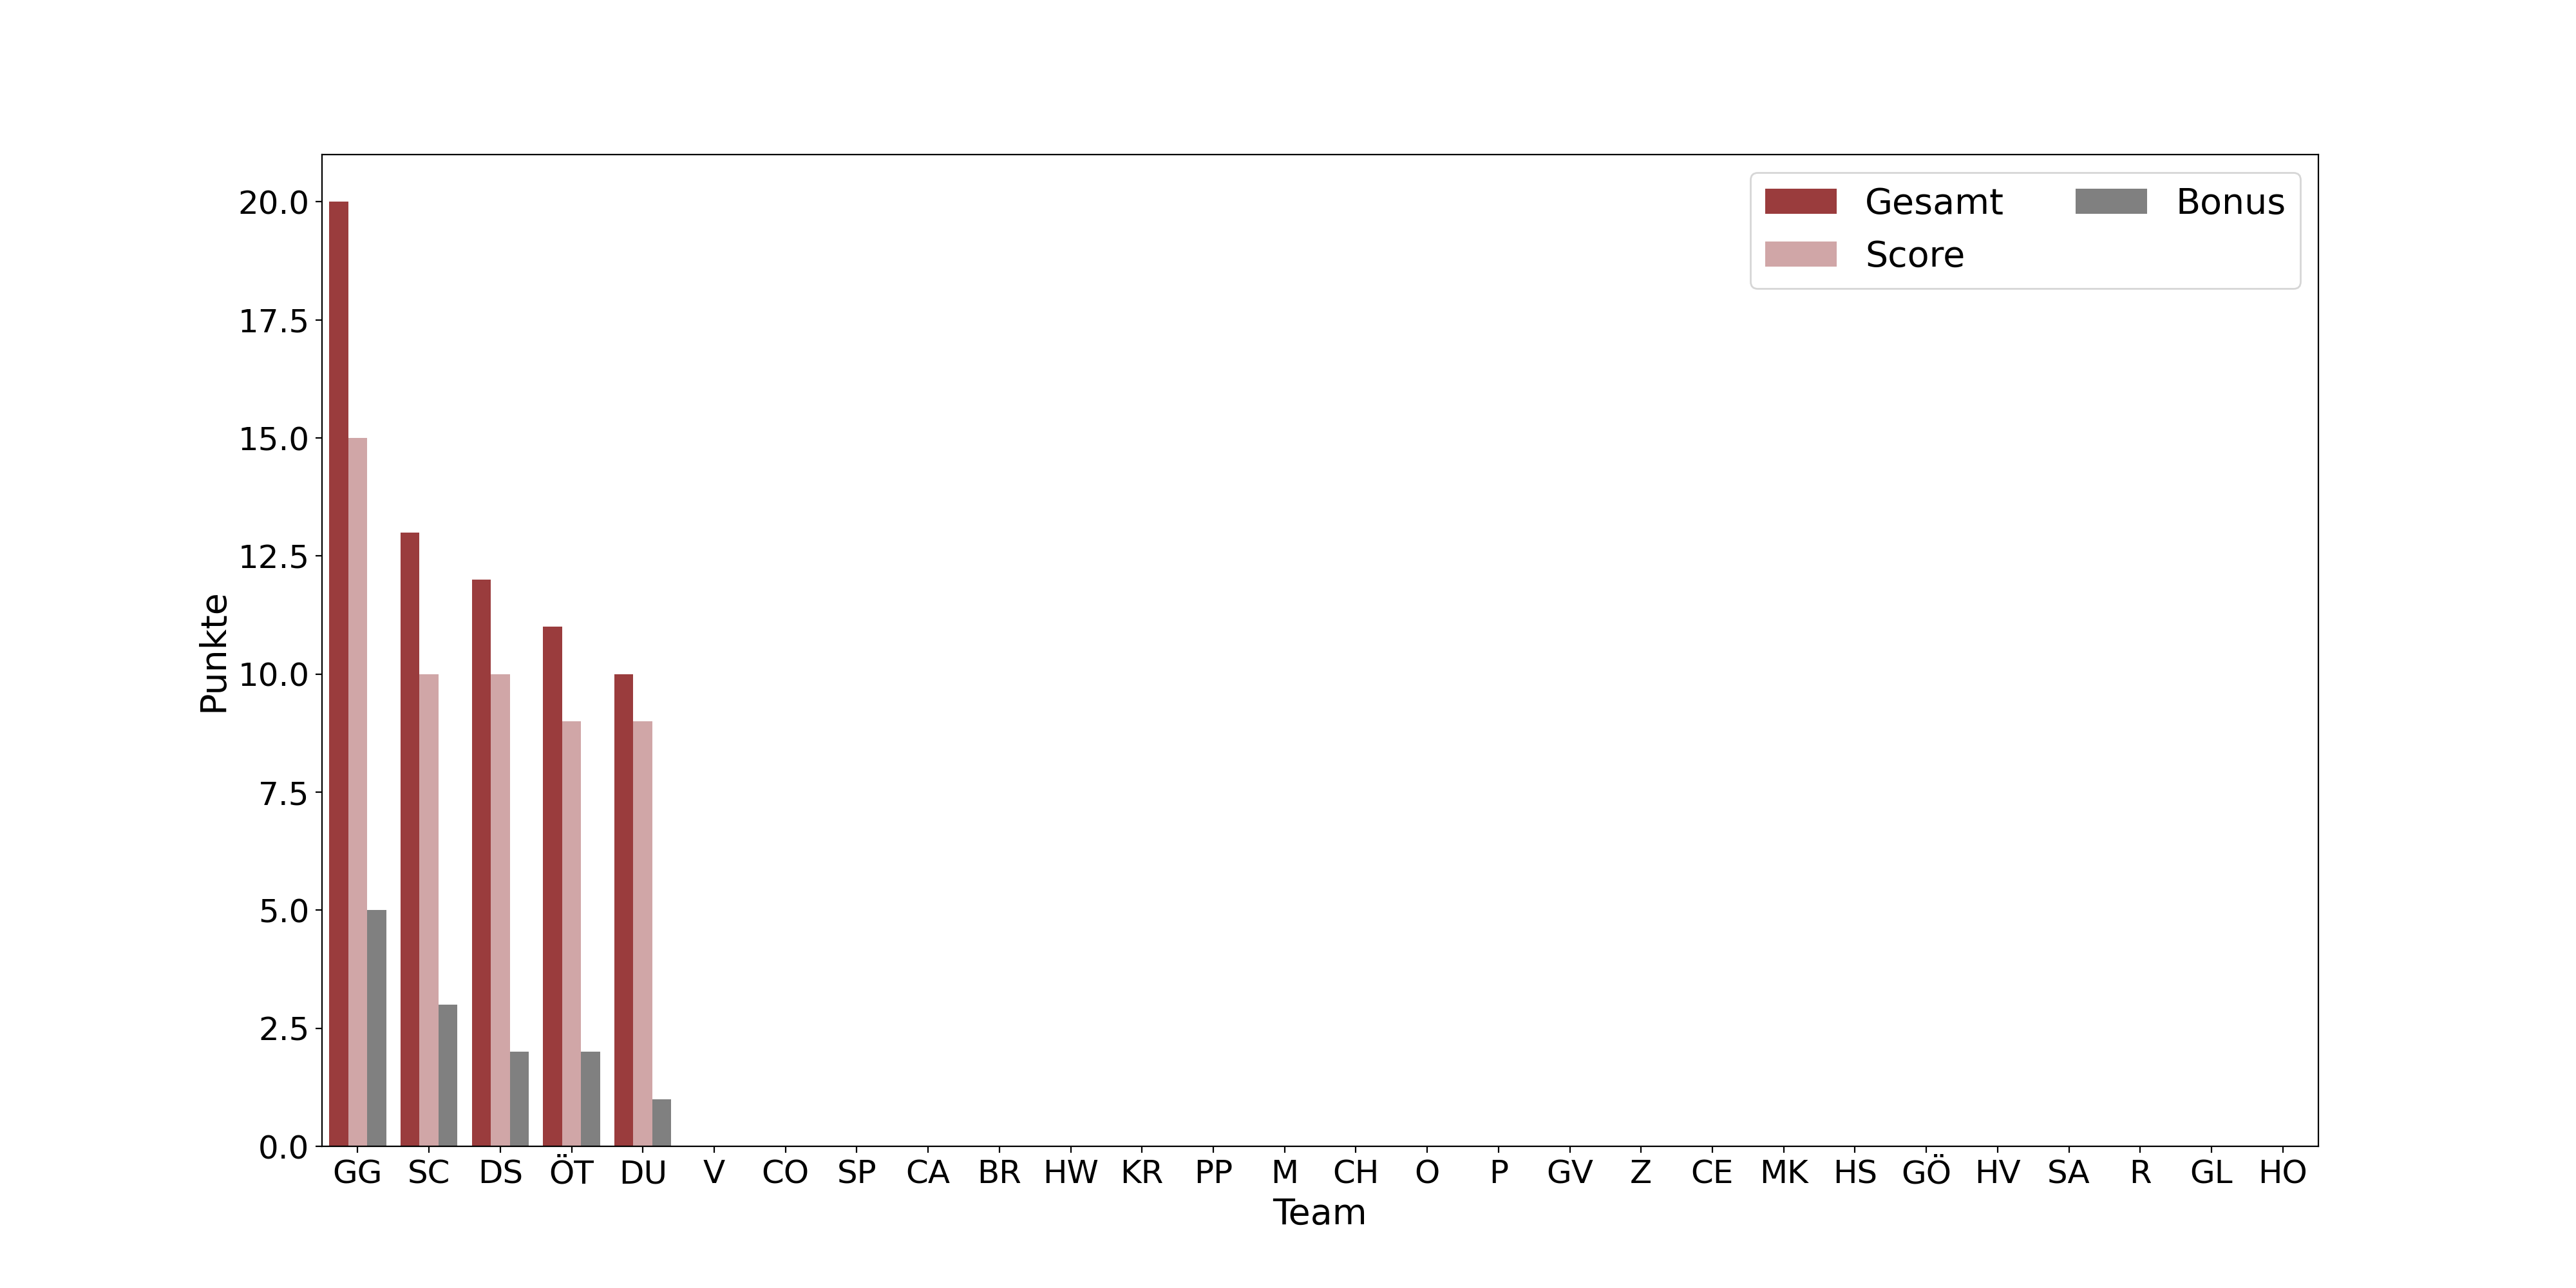 Gesamt Bonus
Score
20.0
17.5
15.0
12.5
10.0
7.5
5.0
2.5
0.0
Punkte
GG SC DS ÖT DU V CO SP CA BR HW KR PP M CH O P GV Z CE MK HS GÖ HV SA R GL HO
Team